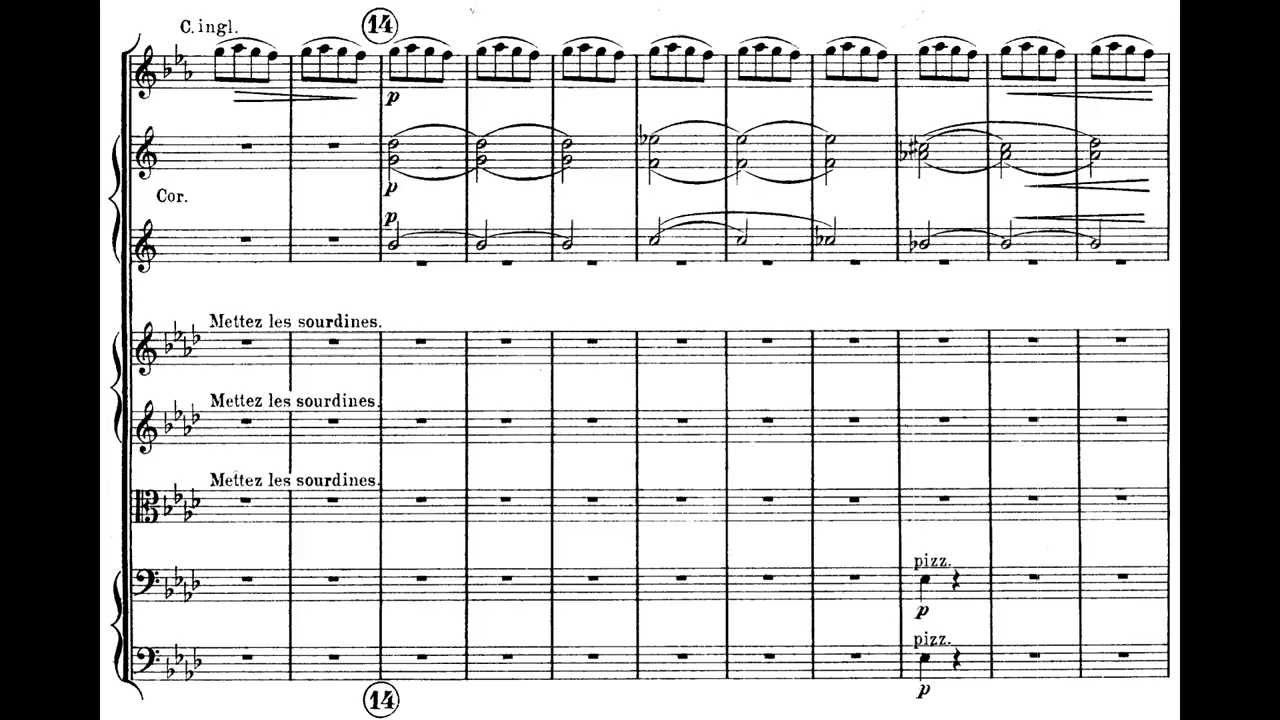 C. ingl.
14
p
p
Cor.
p
Mettez les sourdines.
Mettez les sourdines.
Mettez les sourdines.
pizz.
p
pizz.
p
14